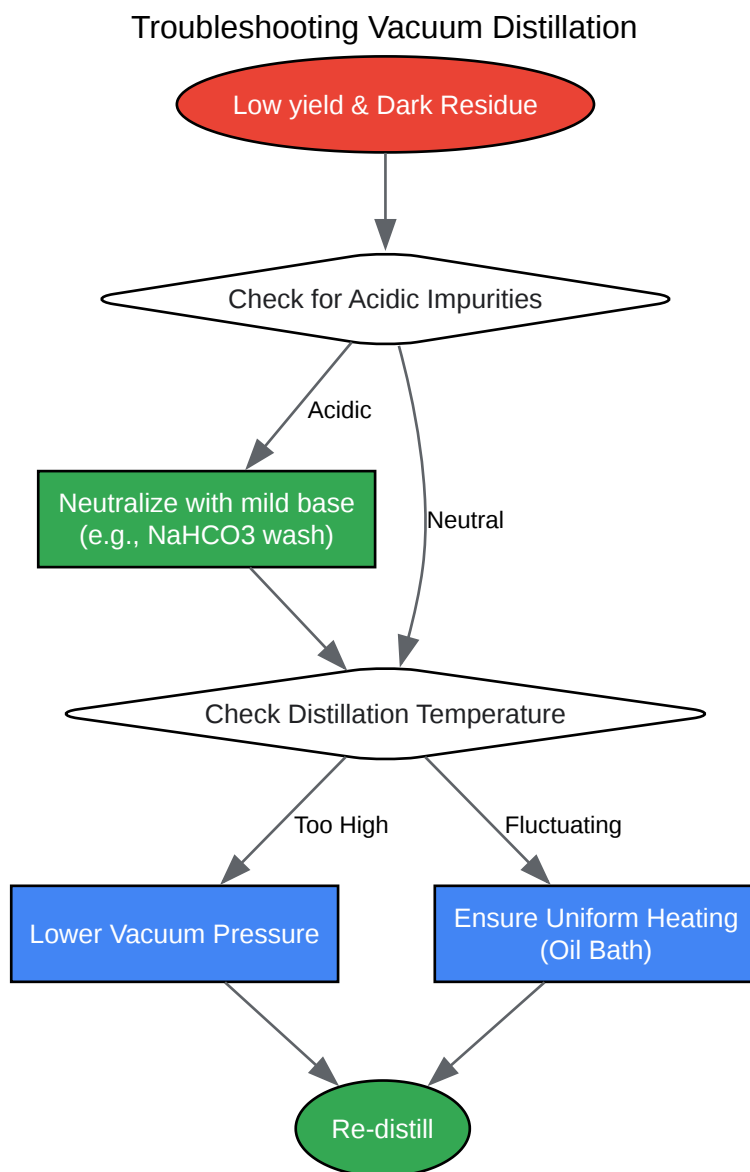 Troubleshooting Vacuum Distillation
Low yield & Dark Residue
Check for Acidic Impurities
Acidic
Neutralize with mild base
(e.g., NaHCO3 wash)
Neutral
Check Distillation Temperature
Too High
Fluctuating
Lower Vacuum Pressure
Ensure Uniform Heating
(Oil Bath)
Re-distill